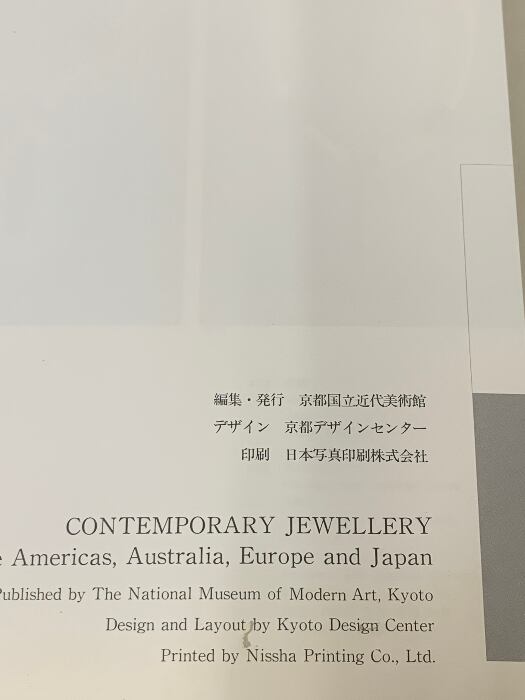 編集・発行　京都国立近代美術館
デザイン　京都デザインセンター
印刷　日本写真印刷株式会社
CONTEMPORARY JEWELLERY
Americas, Australia, Europe and Japan
Published by The National Museum of Modern Art, Kyoto
Design and Layout by Kyoto Design Center
Printed by Nissha Printing Co., Ltd.